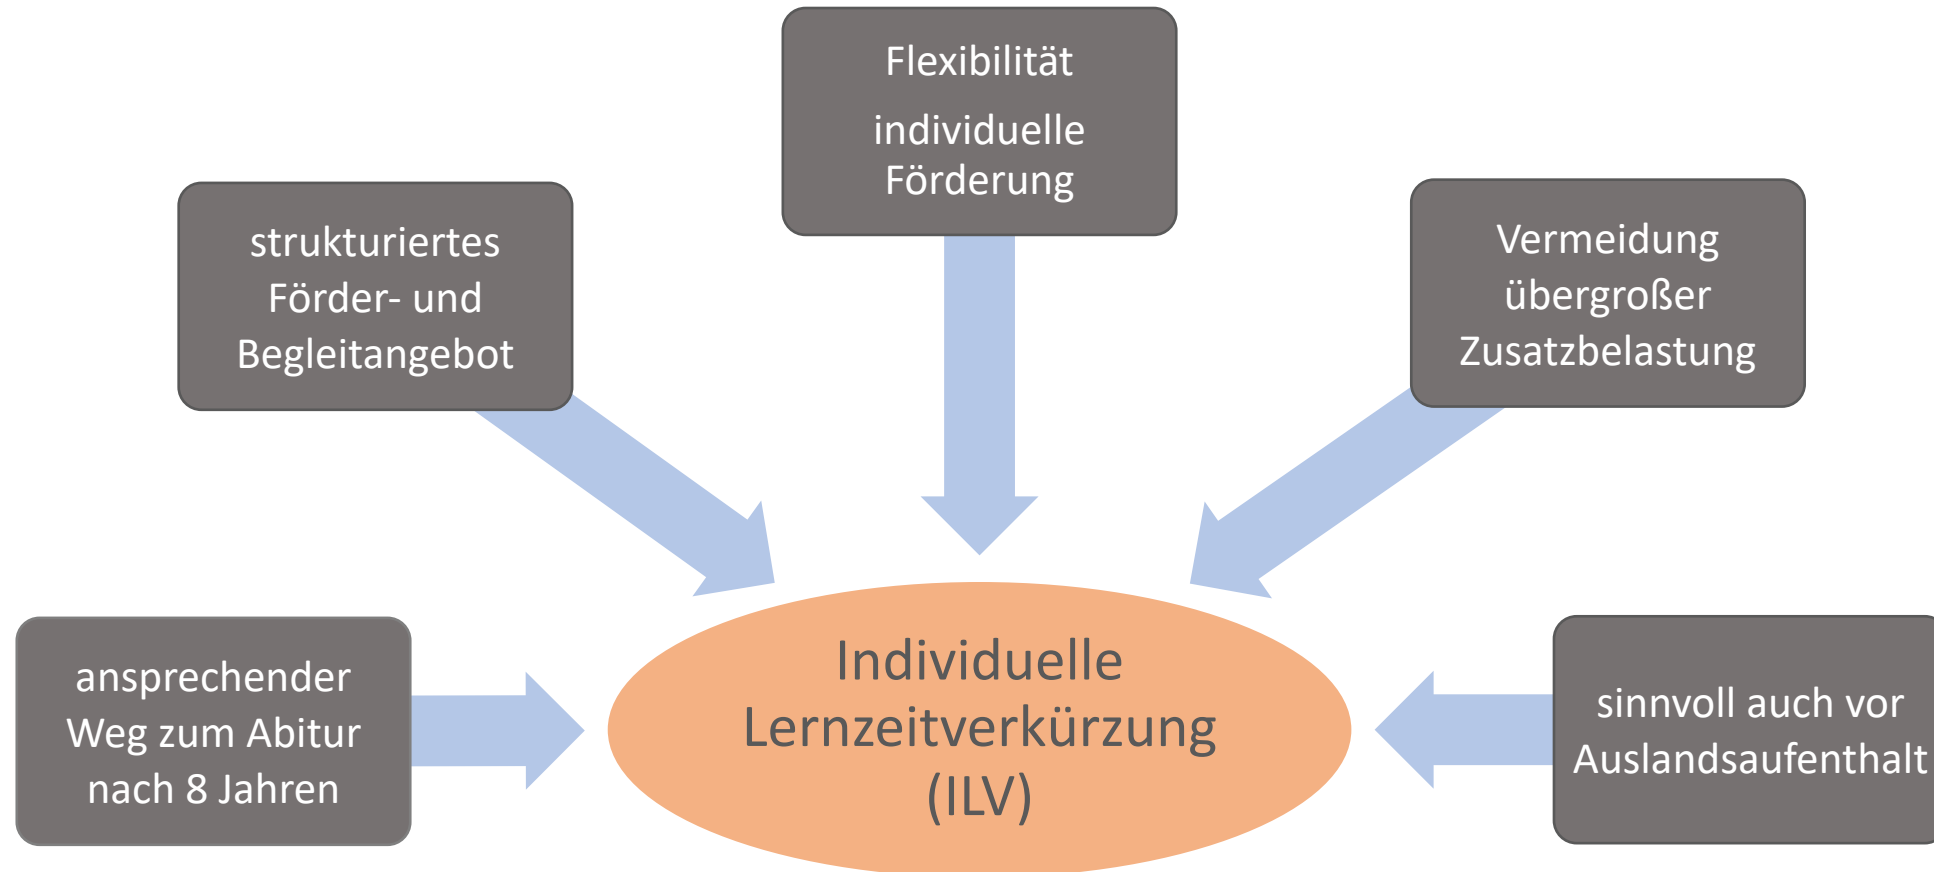 Flexibilität
individuelle
Förderung
strukturiertes
Förder- und
Begleitangebot
Vermeidung
übergroßer
Zusatzbelastung
ansprechender
Weg zum Abitur
nach 8 Jahren
Individuelle
Lernzeitverkürzung
(ILV)
sinnvoll auch vor
Auslandsaufenthalt